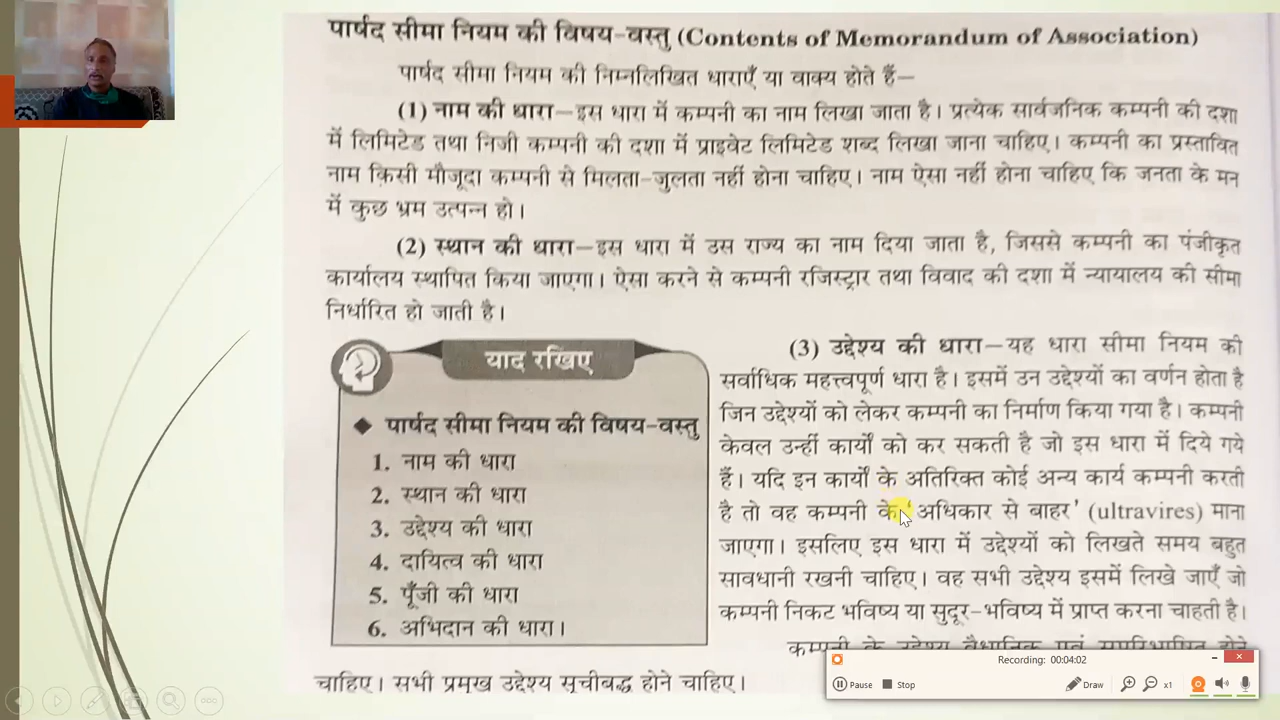 पार्षद सीमा नियम की विषय-वस्तु (Contents of Memorandum of Association)
पार्षद सीमा नियम की निम्नलिखित धाराएँ या वाक्य होते हैं—
(1) नाम की धारा—इस धारा में कम्पनी का नाम लिखा जाता है। प्रत्येक सार्वजनिक कम्पनी की दशा
में लिमिटेड तथा निजी कम्पनी की दशा में प्राइवेट लिमिटेड शब्द लिखा जाना चाहिए। कम्पनी का प्रस्तावित
नाम किसी मौजूदा कम्पनी से मिलता-जुलता नहीं होना चाहिए। नाम ऐसा नहीं होना चाहिए कि जनता के मन
में कुछ भ्रम उत्पन्न हो।
(2) स्थान की धारा—इस धारा में उस राज्य का नाम दिया जाता है, जिससे कम्पनी का पंजीकृत
कार्यालय स्थापित किया जाएगा। ऐसा करने से कम्पनी रजिस्ट्रार तथा विवाद की दशा में न्यायालय की सीमा
निर्धारित हो जाती है।
याद रखिए
◆ पार्षद सीमा नियम की विषय-वस्तु
1. नाम की धारा
2. स्थान की धारा
3. उद्देश्य की धारा
4. दायित्व की धारा
5. पूँजी की धारा
6. अभिदान की धारा।
(3) उद्देश्य की धारा—यह धारा सीमा नियम की
सर्वाधिक महत्त्वपूर्ण धारा है। इसमें उन उद्देश्यों का वर्णन होता है
जिन उद्देश्यों को लेकर कम्पनी का निर्माण किया गया है। कम्पनी
केवल उन्हीं कार्यों को कर सकती है जो इस धारा में दिये गये
हैं। यदि इन कार्यों के अतिरिक्त कोई अन्य कार्य कम्पनी करती
है तो वह कम्पनी के 'अधिकार से बाहर' (ultravires) माना
जाएगा। इसलिए इस धारा में उद्देश्यों को लिखते समय बहुत
सावधानी रखनी चाहिए। वह सभी उद्देश्य इसमें लिखे जाएँ जो
कम्पनी निकट भविष्य या सुदूर-भविष्य में प्राप्त करना चाहती है।
कम्पनी के उद्देश्य वैधानिक एवं सुपरिभाषित होने
चाहिए। सभी प्रमुख उद्देश्य सूचीबद्ध होने चाहिए।
Recording: 00:04:02
Pause Stop Draw x1